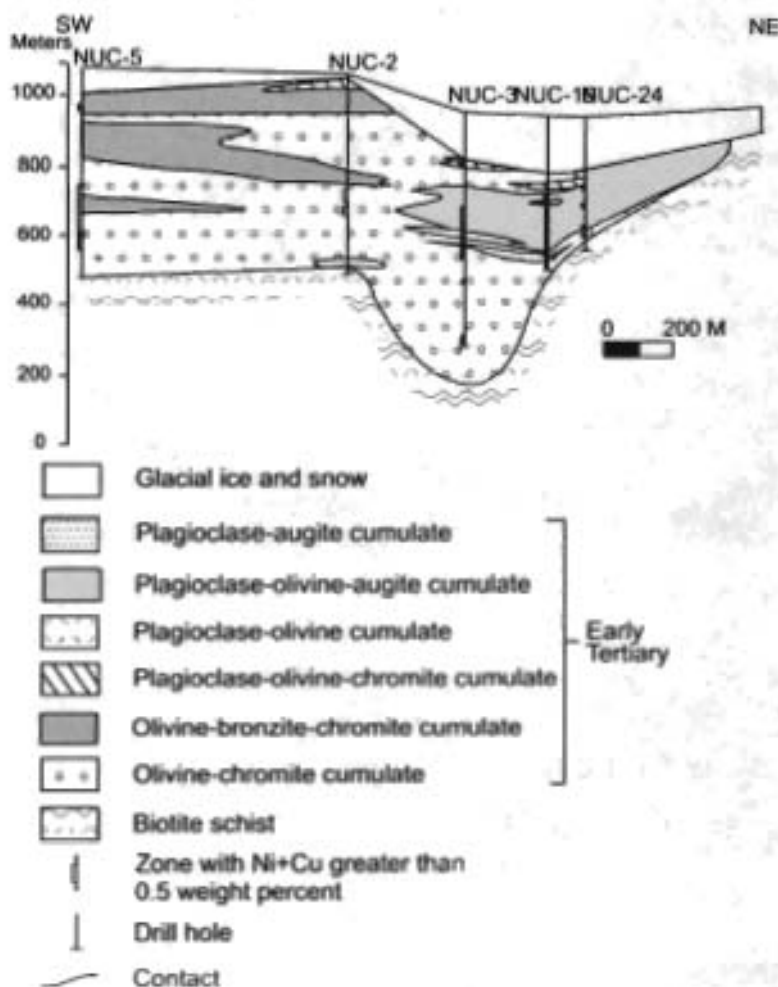 SW
NE
Meters
NUC-5
NUC-2
NUC-3
NUC-24
1000
800
600
400
200
0
0 200 M
Glacial ice and snow
Plagioclase-augite cumulate
Plagioclase-olivine-augite cumulate
Plagioclase-olivine cumulate
Plagioclase-olivine-chromite cumulate
Olivine-bronzite-chromite cumulate
Olivine-chromite cumulate
Early
Tertiary
Biotite schist
Zone with Ni+Cu greater than
0.5 weight percent
Drill hole
Contact